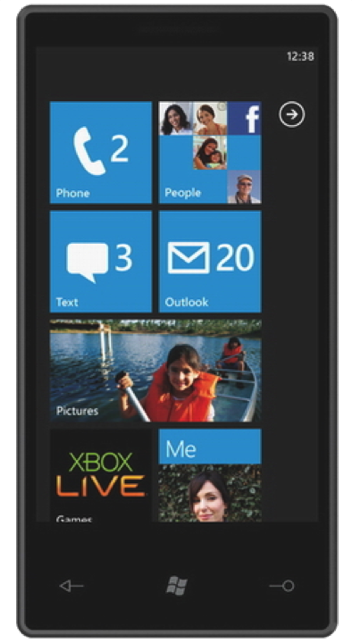 12:38
2
Phone
f
People
3
Text
20
Outlook
Pictures
XBOX
LIVE
Games
Me